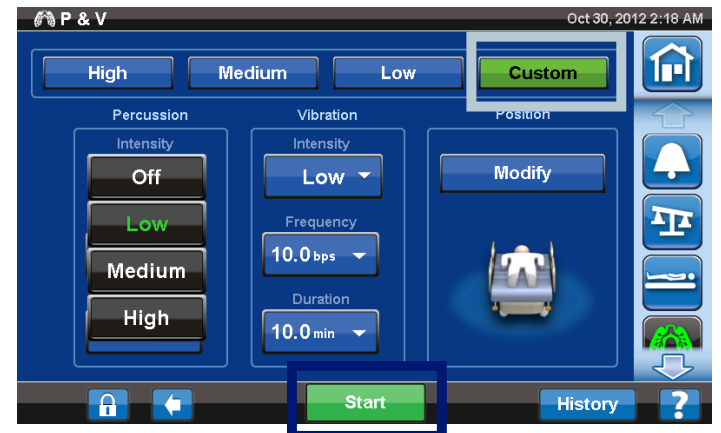 P & V
Oct 30, 2012 2:18 AM
High
Medium
Low
Custom
Percussion
Vibration
Position
Intensity
Off
Low
Medium
High
Intensity
Low
Frequency
10.0 bps
Duration
10.0 min
Modify
Start
History
?